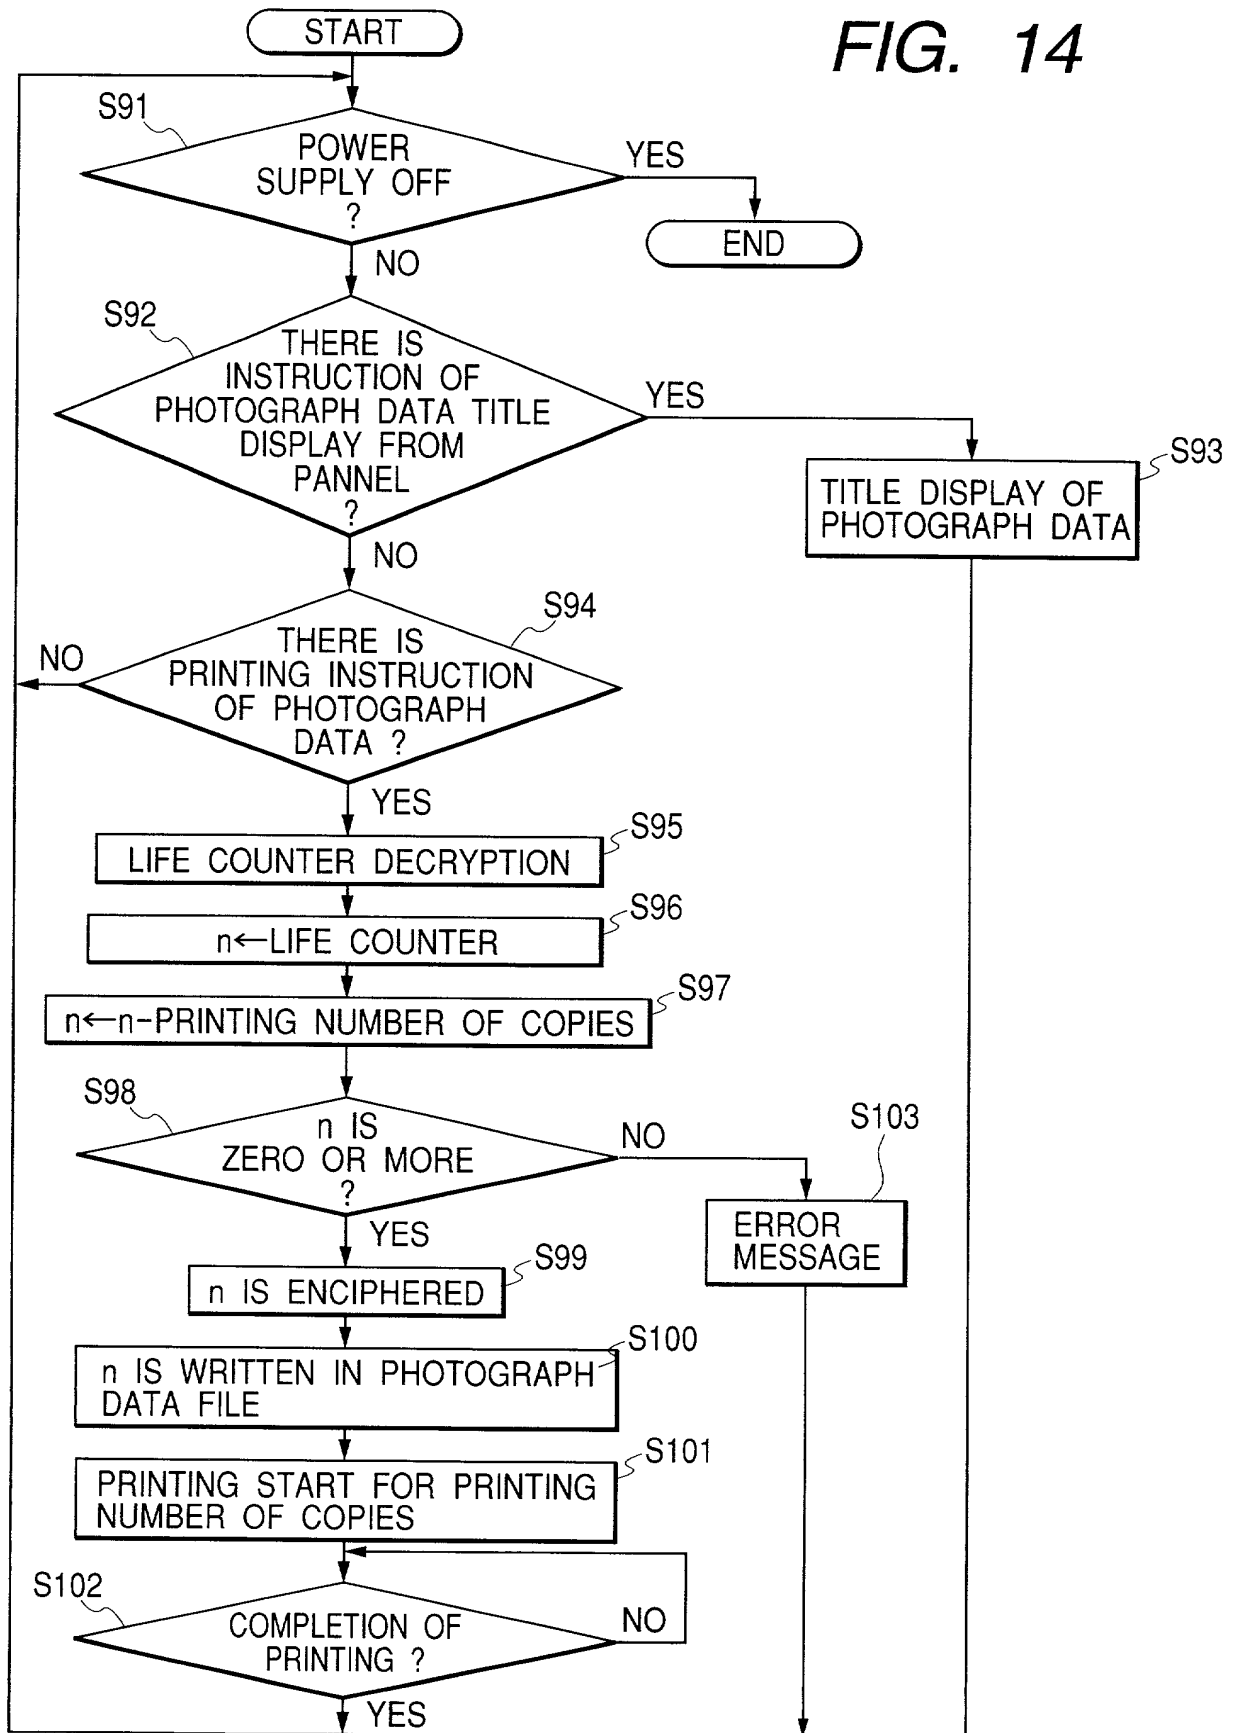 START
FIG. 14
S91
POWER
SUPPLY OFF
?
YES
END
NO
S92
THERE IS
INSTRUCTION OF
PHOTOGRAPH DATA TITLE
DISPLAY FROM
PANNEL
?
YES
S93
TITLE DISPLAY OF
PHOTOGRAPH DATA
NO
S94
THERE IS
PRINTING INSTRUCTION
OF PHOTOGRAPH
DATA ?
NO
YES
S95
LIFE COUNTER DECRYPTION
S96
n←LIFE COUNTER
S97
n←n-PRINTING NUMBER OF COPIES
S98
n IS
ZERO OR MORE
?
NO
S103
ERROR
MESSAGE
YES
S99
n IS ENCIPHERED
S100
n IS WRITTEN IN PHOTOGRAPH
DATA FILE
S101
PRINTING START FOR PRINTING
NUMBER OF COPIES
S102
COMPLETION OF
PRINTING ?
NO
YES